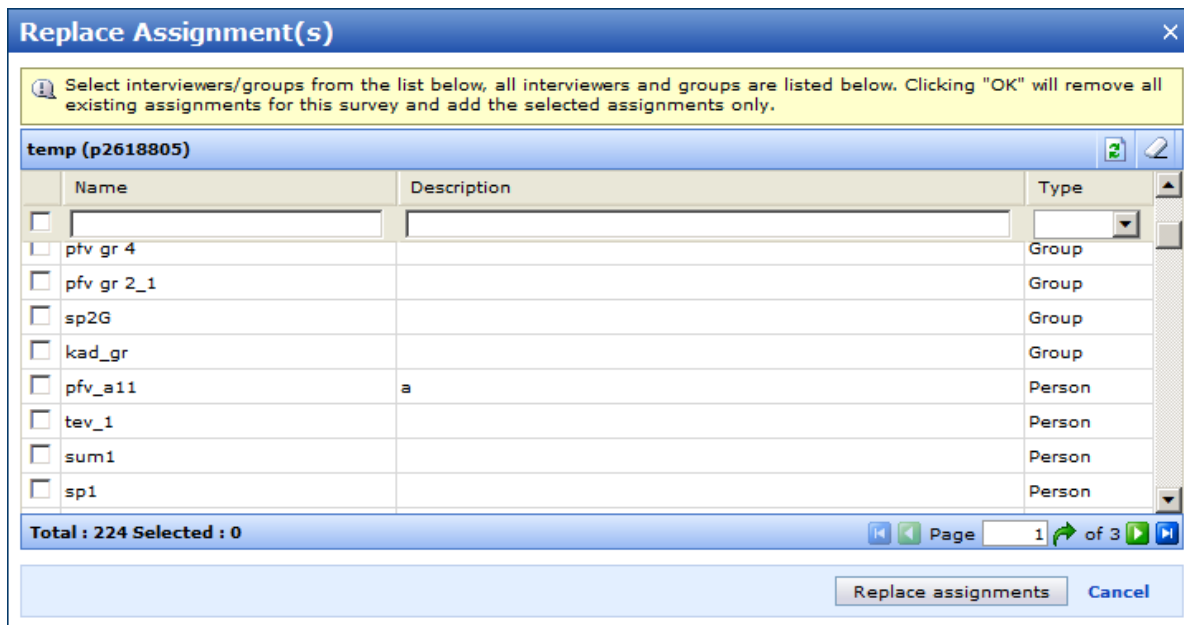 Replace Assignment(s)
Select interviewers/groups from the list below, all interviewers and groups are listed below. Clicking "OK" will remove all
existing assignments for this survey and add the selected assignments only.
temp (p2618805)
Name Description Type
pfv gr 4 Group
pfv gr 2_1 Group
sp2G Group
kad_gr Group
pfv_a11 a Person
tev_1 Person
sum1 Person
sp1 Person
Total : 224 Selected : 0 Page 1 of 3
Replace assignments Cancel